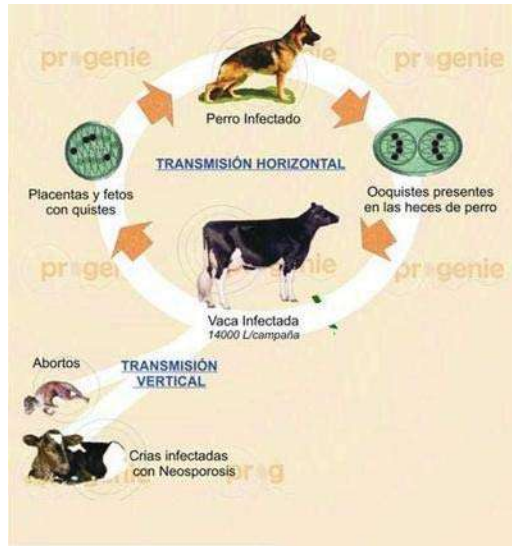 progenie
progenie
Perro Infectado
TRANSMISIÓN HORIZONTAL
Placentas y fetos
con quistes
Ooquistes presentes
en las heces de perro
progenie
Vaca Infectada
14000 L/campaña
Abortos
TRANSMISIÓN
VERTICAL
Crias infectadas
con Neosporosis